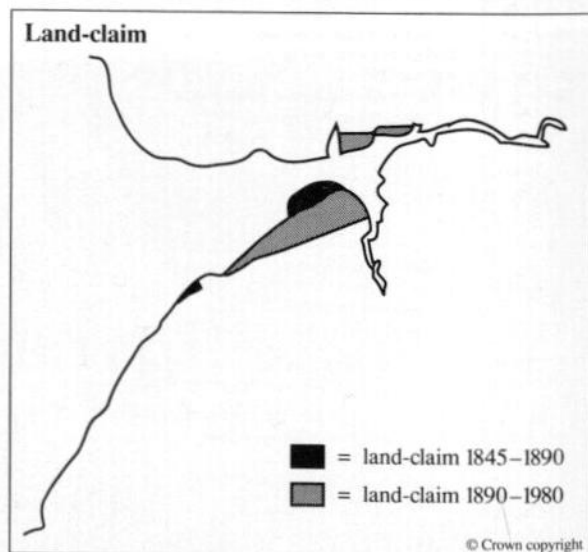 Land-claim
= land-claim 1845–1890
= land-claim 1890–1980
© Crown copyright